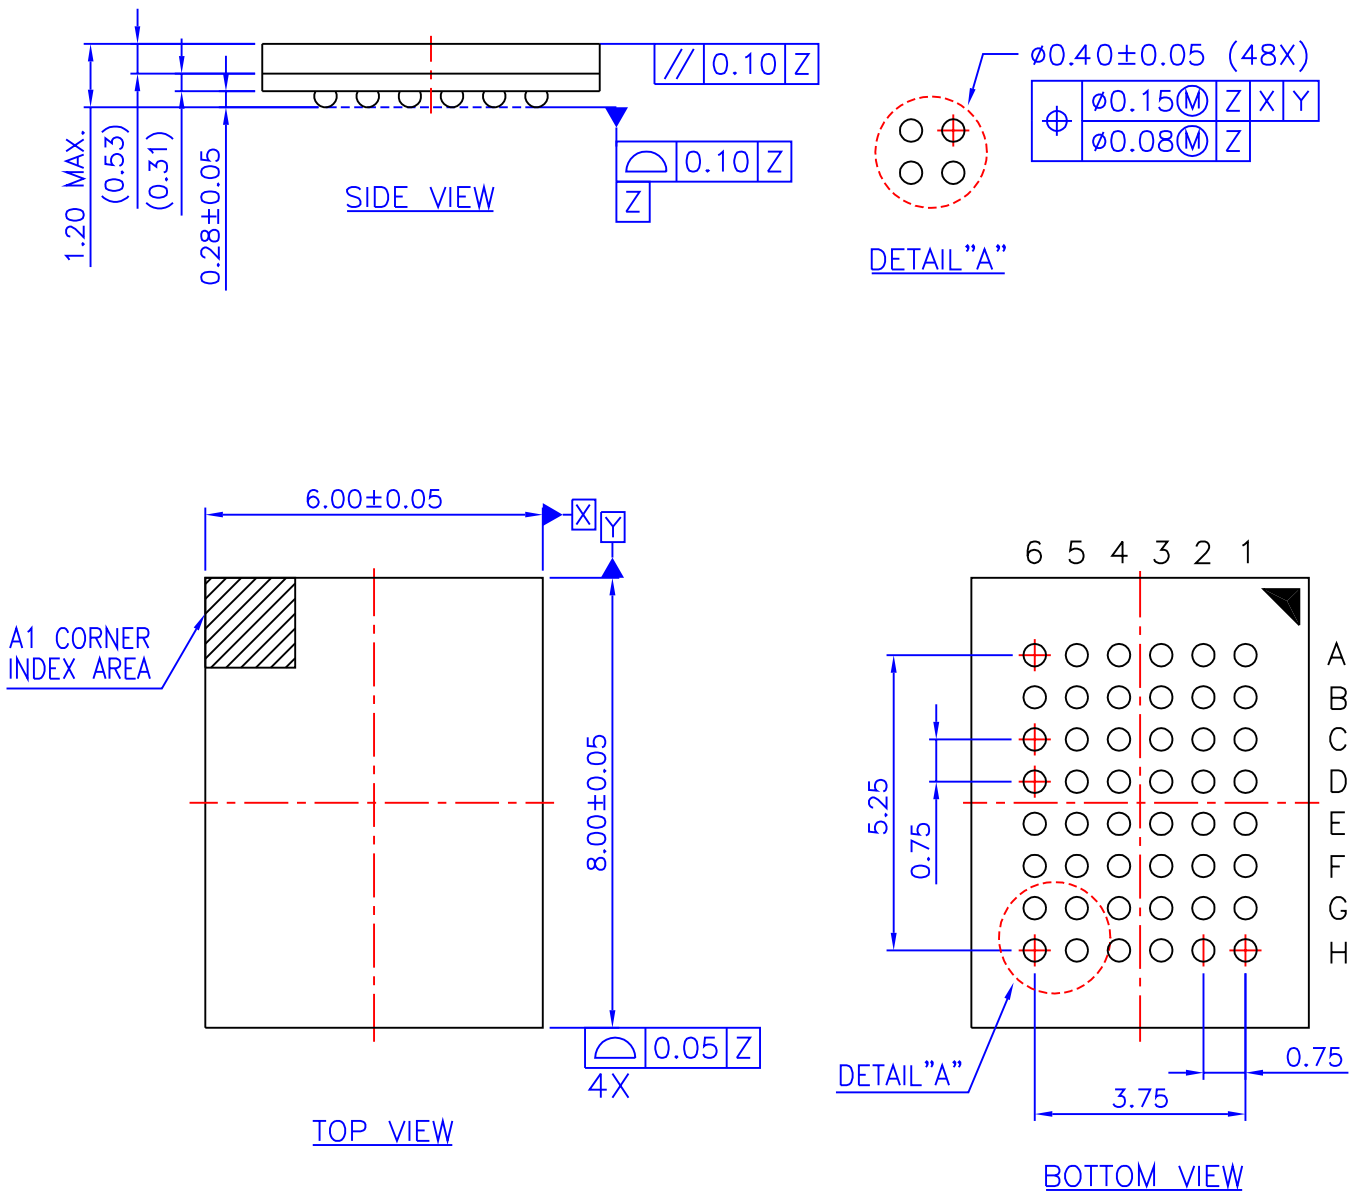 // 0.10 Z
⌓ 0.10 Z
Z
1.20 MAX.
(0.53)
(0.31)
0.28±0.05
SIDE VIEW
ø0.40±0.05 (48X)
⌖ ø0.15Ⓜ Z X Y
ø0.08Ⓜ Z
DETAIL"A"
6.00±0.05
X
Y
A1 CORNER
INDEX AREA
8.00±0.05
⌓ 0.05 Z
4X
TOP VIEW
6 5 4 3 2 1
A
B
C
D
E
F
G
H
5.25
0.75
DETAIL"A"
0.75
3.75
BOTTOM VIEW